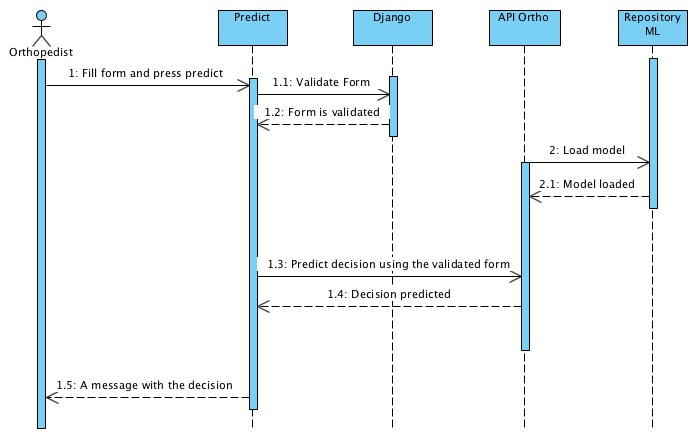 Predict
Django
API Ortho
Repository
ML
Orthopedist
1: Fill form and press predict
1.1: Validate Form
1.2: Form is validated
2: Load model
2.1: Model loaded
1.3: Predict decision using the validated form
1.4: Decision predicted
1.5: A message with the decision